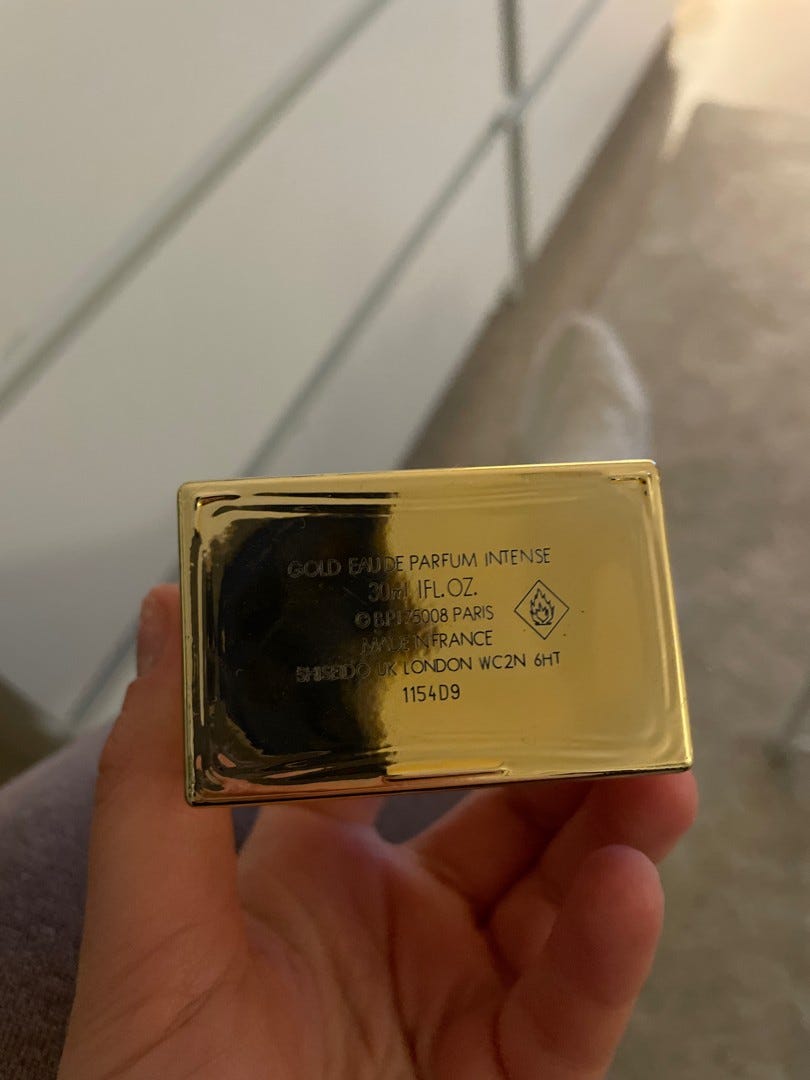 GOLD EAU DE PARFUM INTENSE
30ml 1FL.OZ.
© B.P.I 75008 PARIS
MADE IN FRANCE
SHISEIDO UK LONDON WC2N 6HT
1154D9